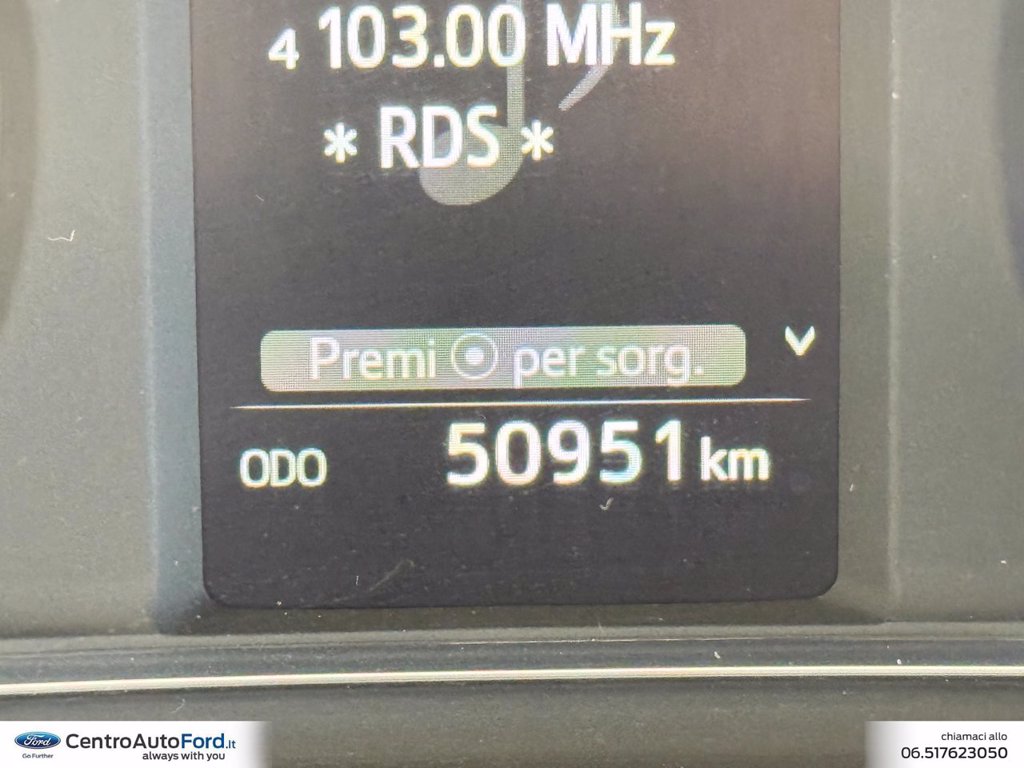 4 103.00 MHz
* RDS *
Premi per sorg.
ODO 50951 km
Ford
Go Further
CentroAutoFord.it
always with you
chiamaci allo
06.517623050